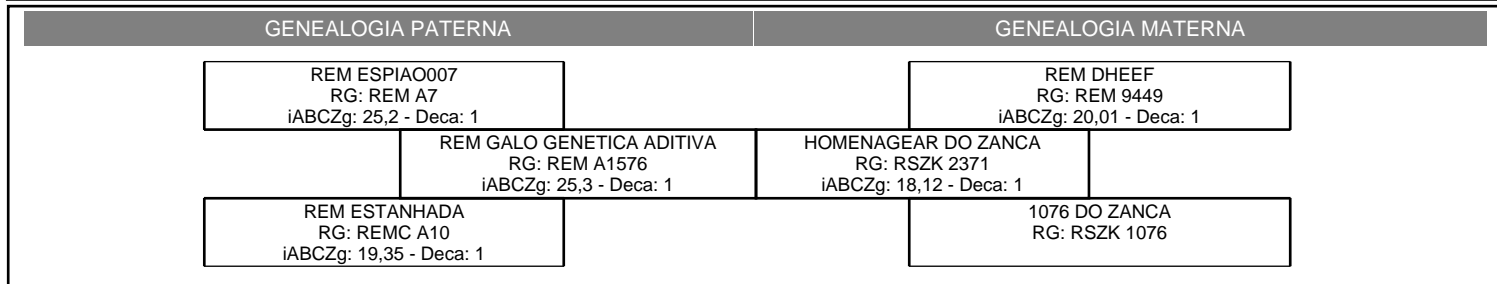 GENEALOGIA PATERNA
GENEALOGIA MATERNA
REM ESPIAO007
RG: REM A7
iABCZg: 25,2 - Deca: 1
REM DHEEF
RG: REM 9449
iABCZg: 20,01 - Deca: 1
REM GALO GENETICA ADITIVA
RG: REM A1576
iABCZg: 25,3 - Deca: 1
HOMENAGEAR DO ZANCA
RG: RSZK 2371
iABCZg: 18,12 - Deca: 1
REM ESTANHADA
RG: REMC A10
iABCZg: 19,35 - Deca: 1
1076 DO ZANCA
RG: RSZK 1076